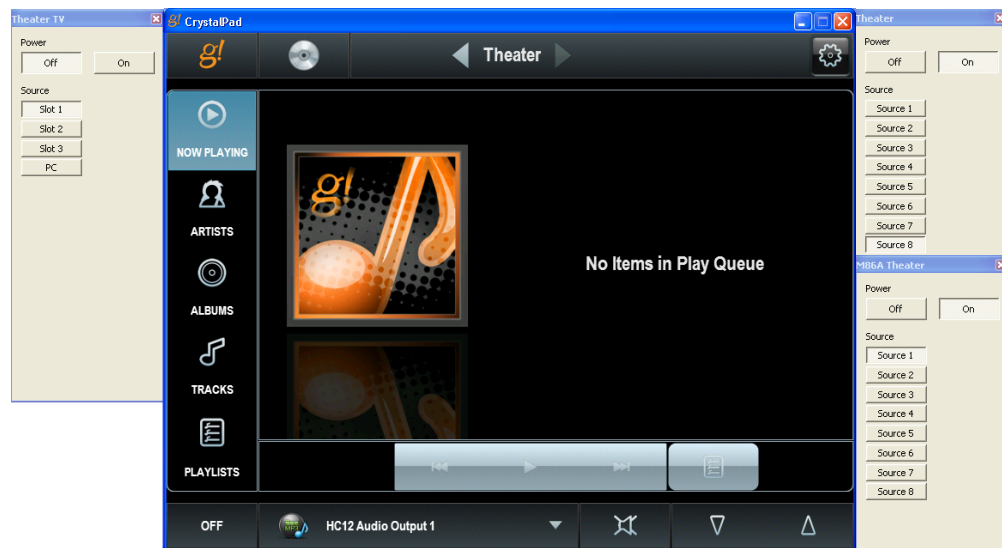 Theater TV
Power
Off
On
Source
Slot 1
Slot 2
Slot 3
PC
g! CrystalPad
g!
Theater
NOW PLAYING
ARTISTS
ALBUMS
TRACKS
PLAYLISTS
g!
No Items in Play Queue
OFF
MP3
HC12 Audio Output 1
Theater
Power
Off
On
Source
Source 1
Source 2
Source 3
Source 4
Source 5
Source 6
Source 7
Source 8
M86A Theater
Power
Off
On
Source
Source 1
Source 2
Source 3
Source 4
Source 5
Source 6
Source 7
Source 8